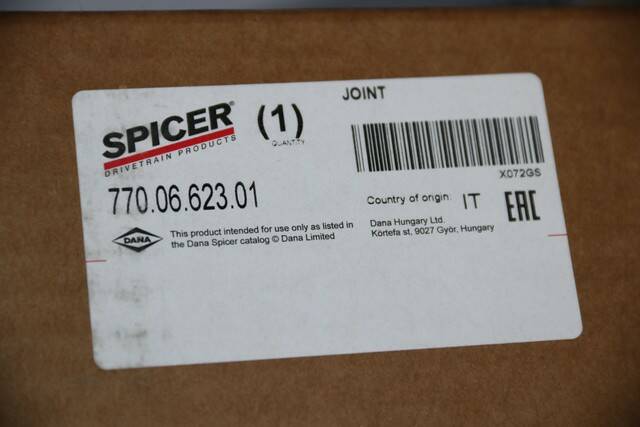 JOINT
SPICER®
DRIVETRAIN PRODUCTS
(1)
QUANTITY
X072GS
770.06.623.01
Country of origin: IT
EAC
DANA
This product intended for use only as listed in
the Dana Spicer catalog © Dana Limited
Dana Hungary Ltd.
Körtefa st, 9027 Győr, Hungary